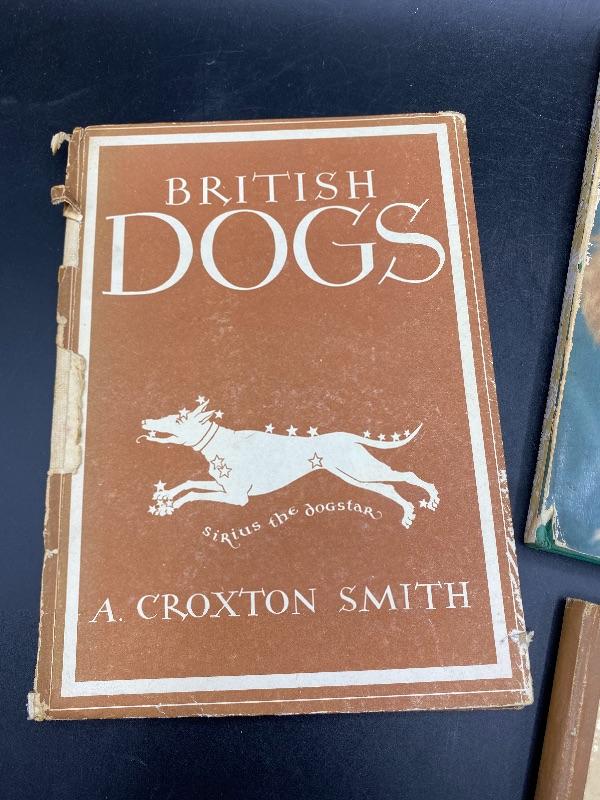 BRITISH
DOGS
sirius the dogstar
A. CROXTON SMITH